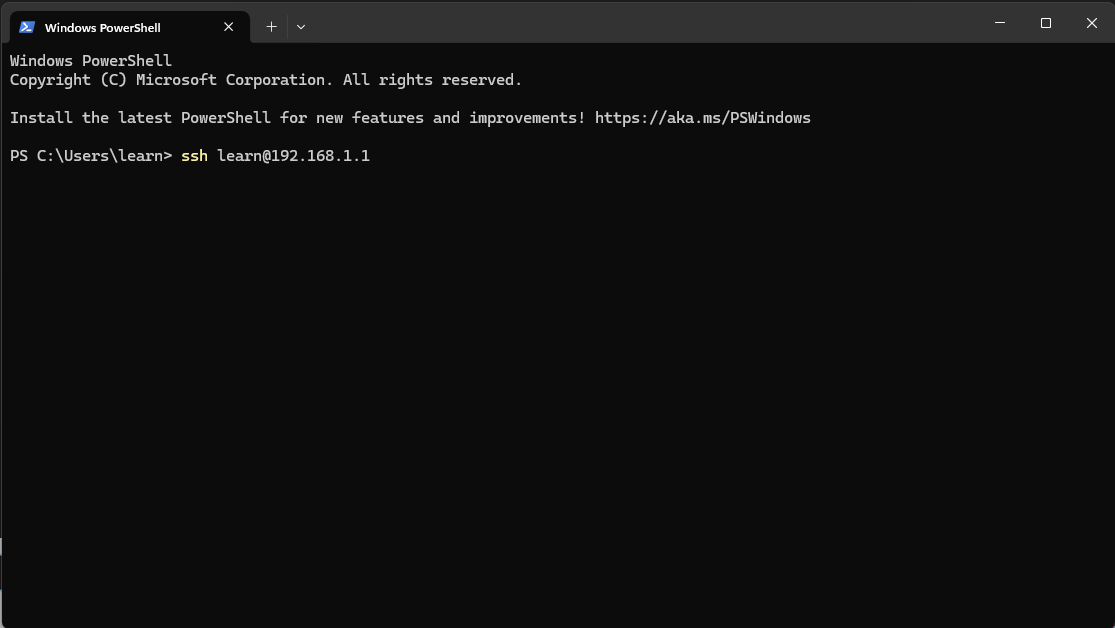 Windows PowerShell
Windows PowerShell
Copyright (C) Microsoft Corporation. All rights reserved.
Install the latest PowerShell for new features and improvements! https://aka.ms/PSWindows
PS C:\Users\learn> ssh learn@192.168.1.1